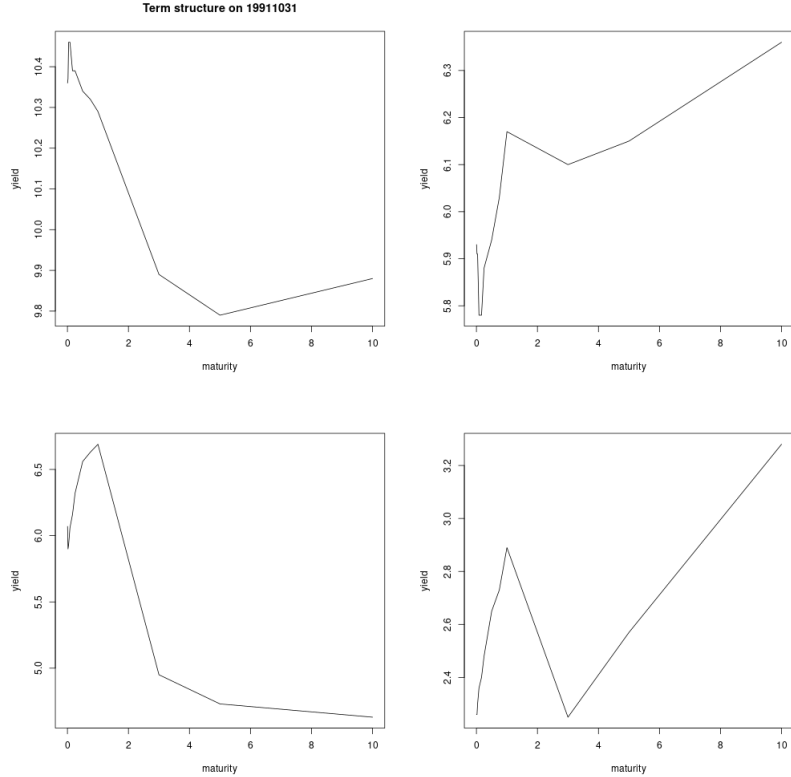 Term structure on 19911031
yield
10.4
10.3
10.2
10.1
10.0
9.9
9.8
0 2 4 6 8 10
maturity
yield
6.3
6.2
6.1
6.0
5.9
5.8
0 2 4 6 8 10
maturity
yield
6.5
6.0
5.5
5.0
0 2 4 6 8 10
maturity
yield
3.2
3.0
2.8
2.6
2.4
0 2 4 6 8 10
maturity